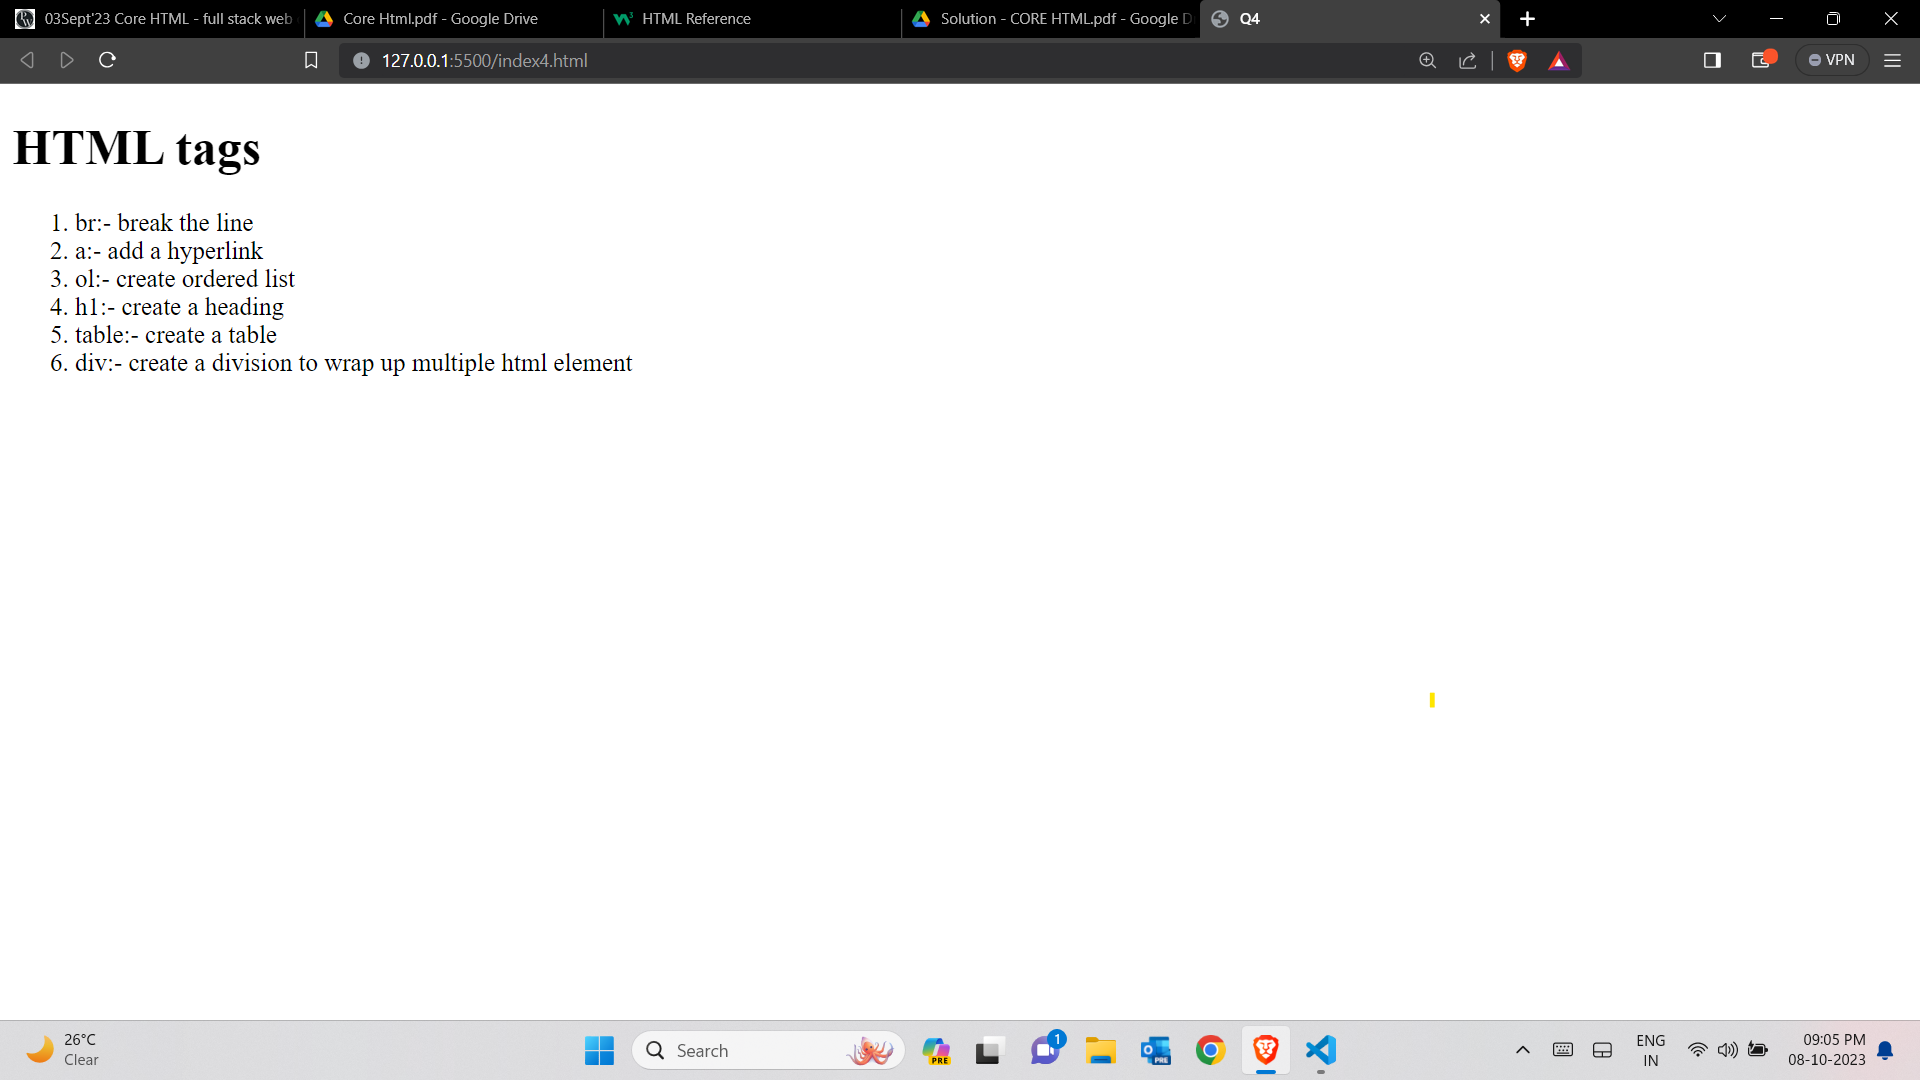 03Sept'23 Core HTML - full stack web
Core Html.pdf - Google Drive
HTML Reference
Solution - CORE HTML.pdf - Google D
Q4
127.0.0.1:5500/index4.html
VPN
HTML tags
1. br:- break the line
2. a:- add a hyperlink
3. ol:- create ordered list
4. h1:- create a heading
5. table:- create a table
6. div:- create a division to wrap up multiple html element
26°C
Clear
Search
PRE
1
PRE
ENG
IN
09:05 PM
08-10-2023